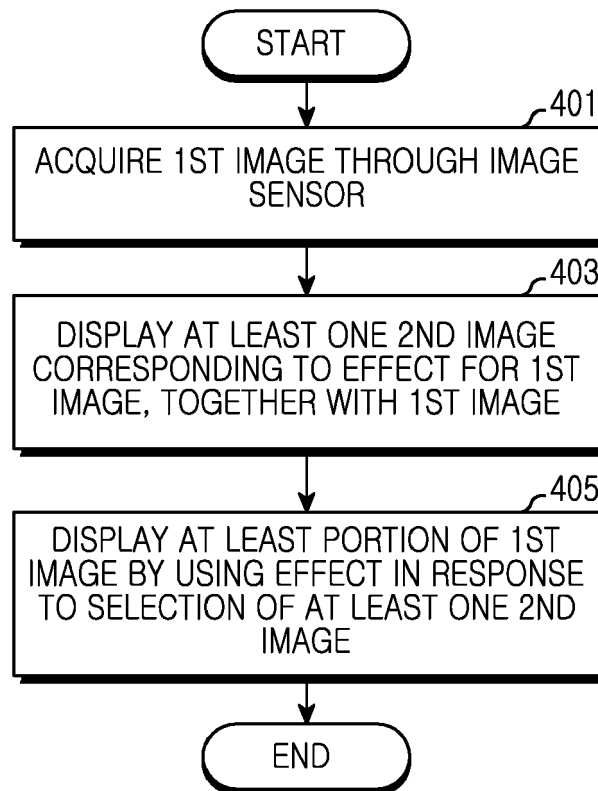 START
401
ACQUIRE 1ST IMAGE THROUGH IMAGE
SENSOR
403
DISPLAY AT LEAST ONE 2ND IMAGE
CORRESPONDING TO EFFECT FOR 1ST
IMAGE, TOGETHER WITH 1ST IMAGE
405
DISPLAY AT LEAST PORTION OF 1ST
IMAGE BY USING EFFECT IN RESPONSE
TO SELECTION OF AT LEAST ONE 2ND
IMAGE
END